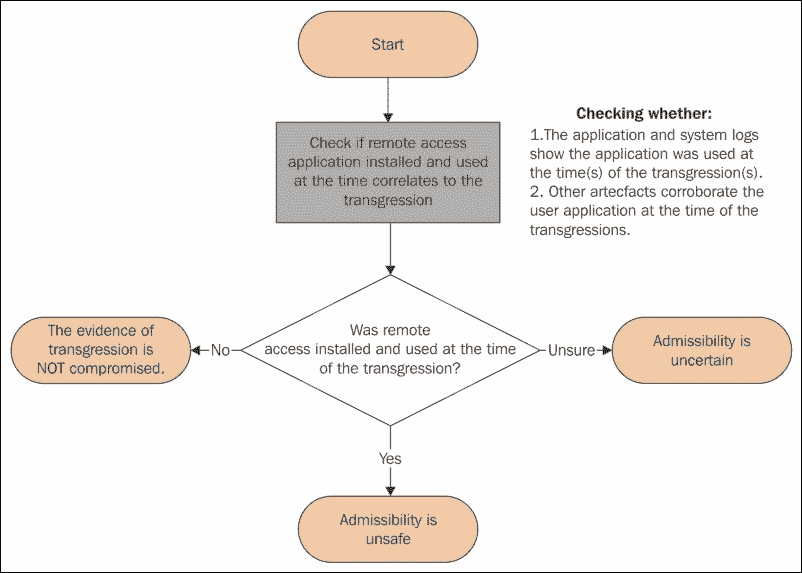 Start
Check if remote access
application installed and used
at the time correlates to the
transgression
Checking whether:
1.The application and system logs
show the application was used at
the time(s) of the transgression(s).
2. Other artecfacts corroborate the
user application at the time of the
transgressions.
Was remote
access installed and used at the time
of the transgression?
No
The evidence of
transgression is
NOT compromised.
Unsure
Admissibility is
uncertain
Yes
Admissibility is
unsafe